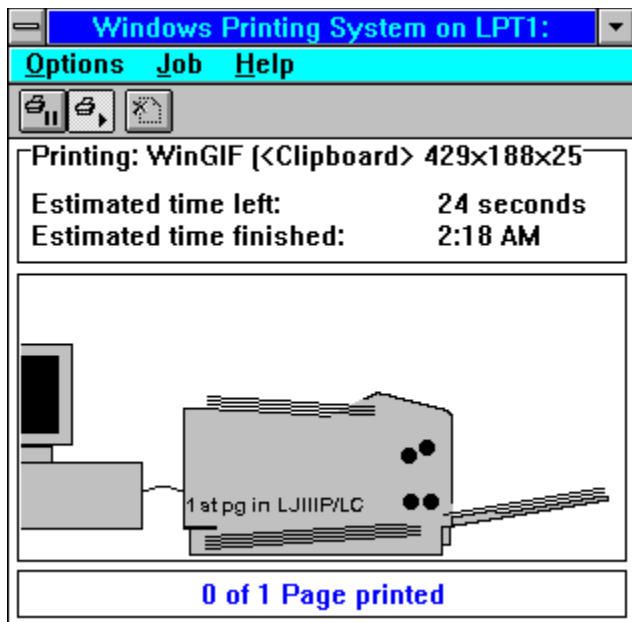 Windows Printing System on LPT1:
Options Job Help
Printing: WinGIF (<Clipboard> 429x188x25
Estimated time left: 24 seconds
Estimated time finished: 2:18 AM
1st pg in LJIIIP/LC
0 of 1 Page printed